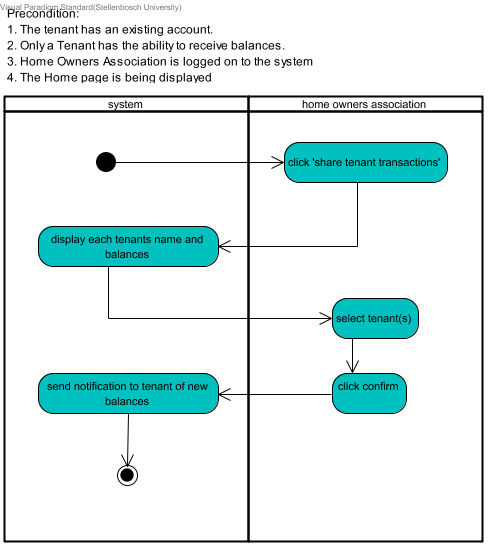 Visual Paradigm Standard(Stellenbosch University)
Precondition:
1. The tenant has an existing account.
2. Only a Tenant has the ability to receive balances.
3. Home Owners Association is logged on to the system
4. The Home page is being displayed
system
home owners association
click 'share tenant transactions'
display each tenants name and
balances
select tenant(s)
click confirm
send notification to tenant of new
balances